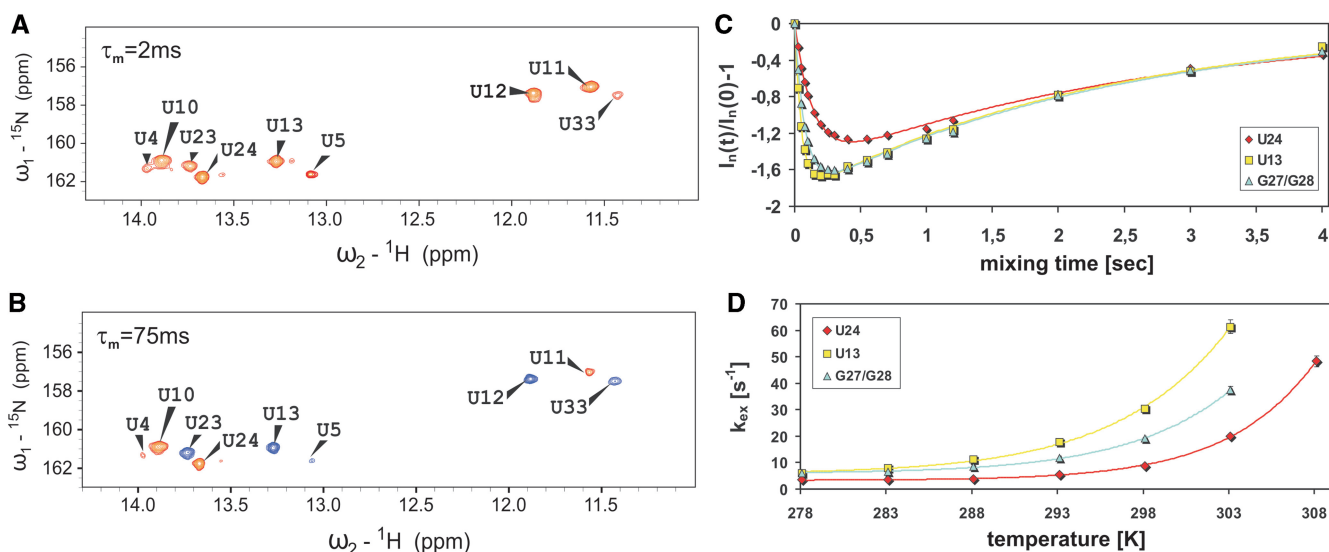 A
τm=2ms
U11
U12
U33
U10
U4
U23
U24
U13
U5
156
158
160
162
ω1 - 15N (ppm)
14.0
13.5
13.0
12.5
12.0
11.5
ω2 - 1H (ppm)
B
τm=75ms
U11
U12
U33
U10
U4
U23
U24
U13
U5
156
158
160
162
ω1 - 15N (ppm)
14.0
13.5
13.0
12.5
12.0
11.5
ω2 - 1H (ppm)
C
0
-0,4
-0,8
-1,2
-1,6
-2
In(t)/In(0)-1
U24
U13
G27/G28
0
0,5
1
1,5
2
2,5
3
3,5
4
mixing time [sec]
D
70
60
50
40
30
20
10
0
kex [s-1]
U24
U13
G27/G28
278
283
288
293
298
303
308
temperature [K]